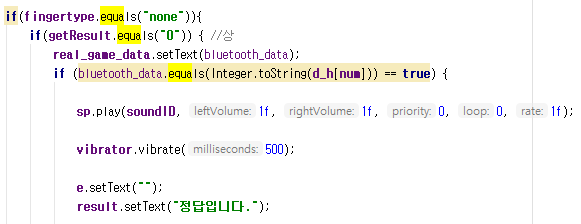 if(fingertype.equals("none")){
if(getResult.equals("0")) { //상
real_game_data.setText(bluetooth_data);
if (bluetooth_data.equals(Integer.toString(d_h[num])) == true) {
sp.play(soundID, leftVolume: 1f, rightVolume: 1f, priority: 0, loop: 0, rate: 1f);
vibrator.vibrate( milliseconds: 500);
e.setText("");
result.setText("정답입니다.");